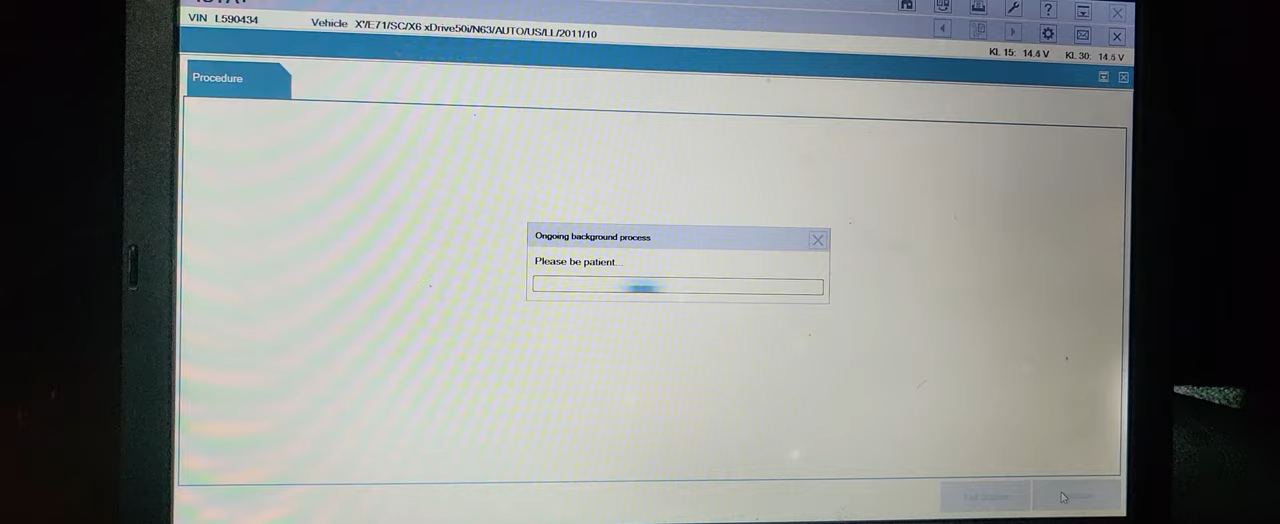 VIN L590434
Vehicle X'/E71/SC/X6 xDrive50i/N63/AUTO/US/LL/2011/10
KL 15: 14.4 V KL 30: 14.5 V
Procedure
Ongoing background process
Please be patient...